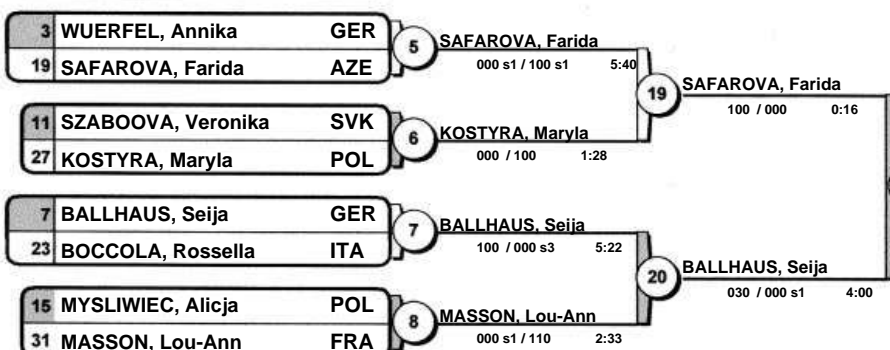 3 WUERFEL, Annika GER
19 SAFAROVA, Farida AZE
5
SAFAROVA, Farida
000 s1 / 100 s1 5:40
11 SZABOOVA, Veronika SVK
27 KOSTYRA, Maryla POL
6
KOSTYRA, Maryla
000 / 100 1:28
19
SAFAROVA, Farida
100 / 000 0:16
7 BALLHAUS, Seija GER
23 BOCCOLA, Rossella ITA
7
BALLHAUS, Seija
100 / 000 s3 5:22
15 MYSLIWIEC, Alicja POL
31 MASSON, Lou-Ann FRA
8
MASSON, Lou-Ann
000 s1 / 110 2:33
20
BALLHAUS, Seija
030 / 000 s1 4:00